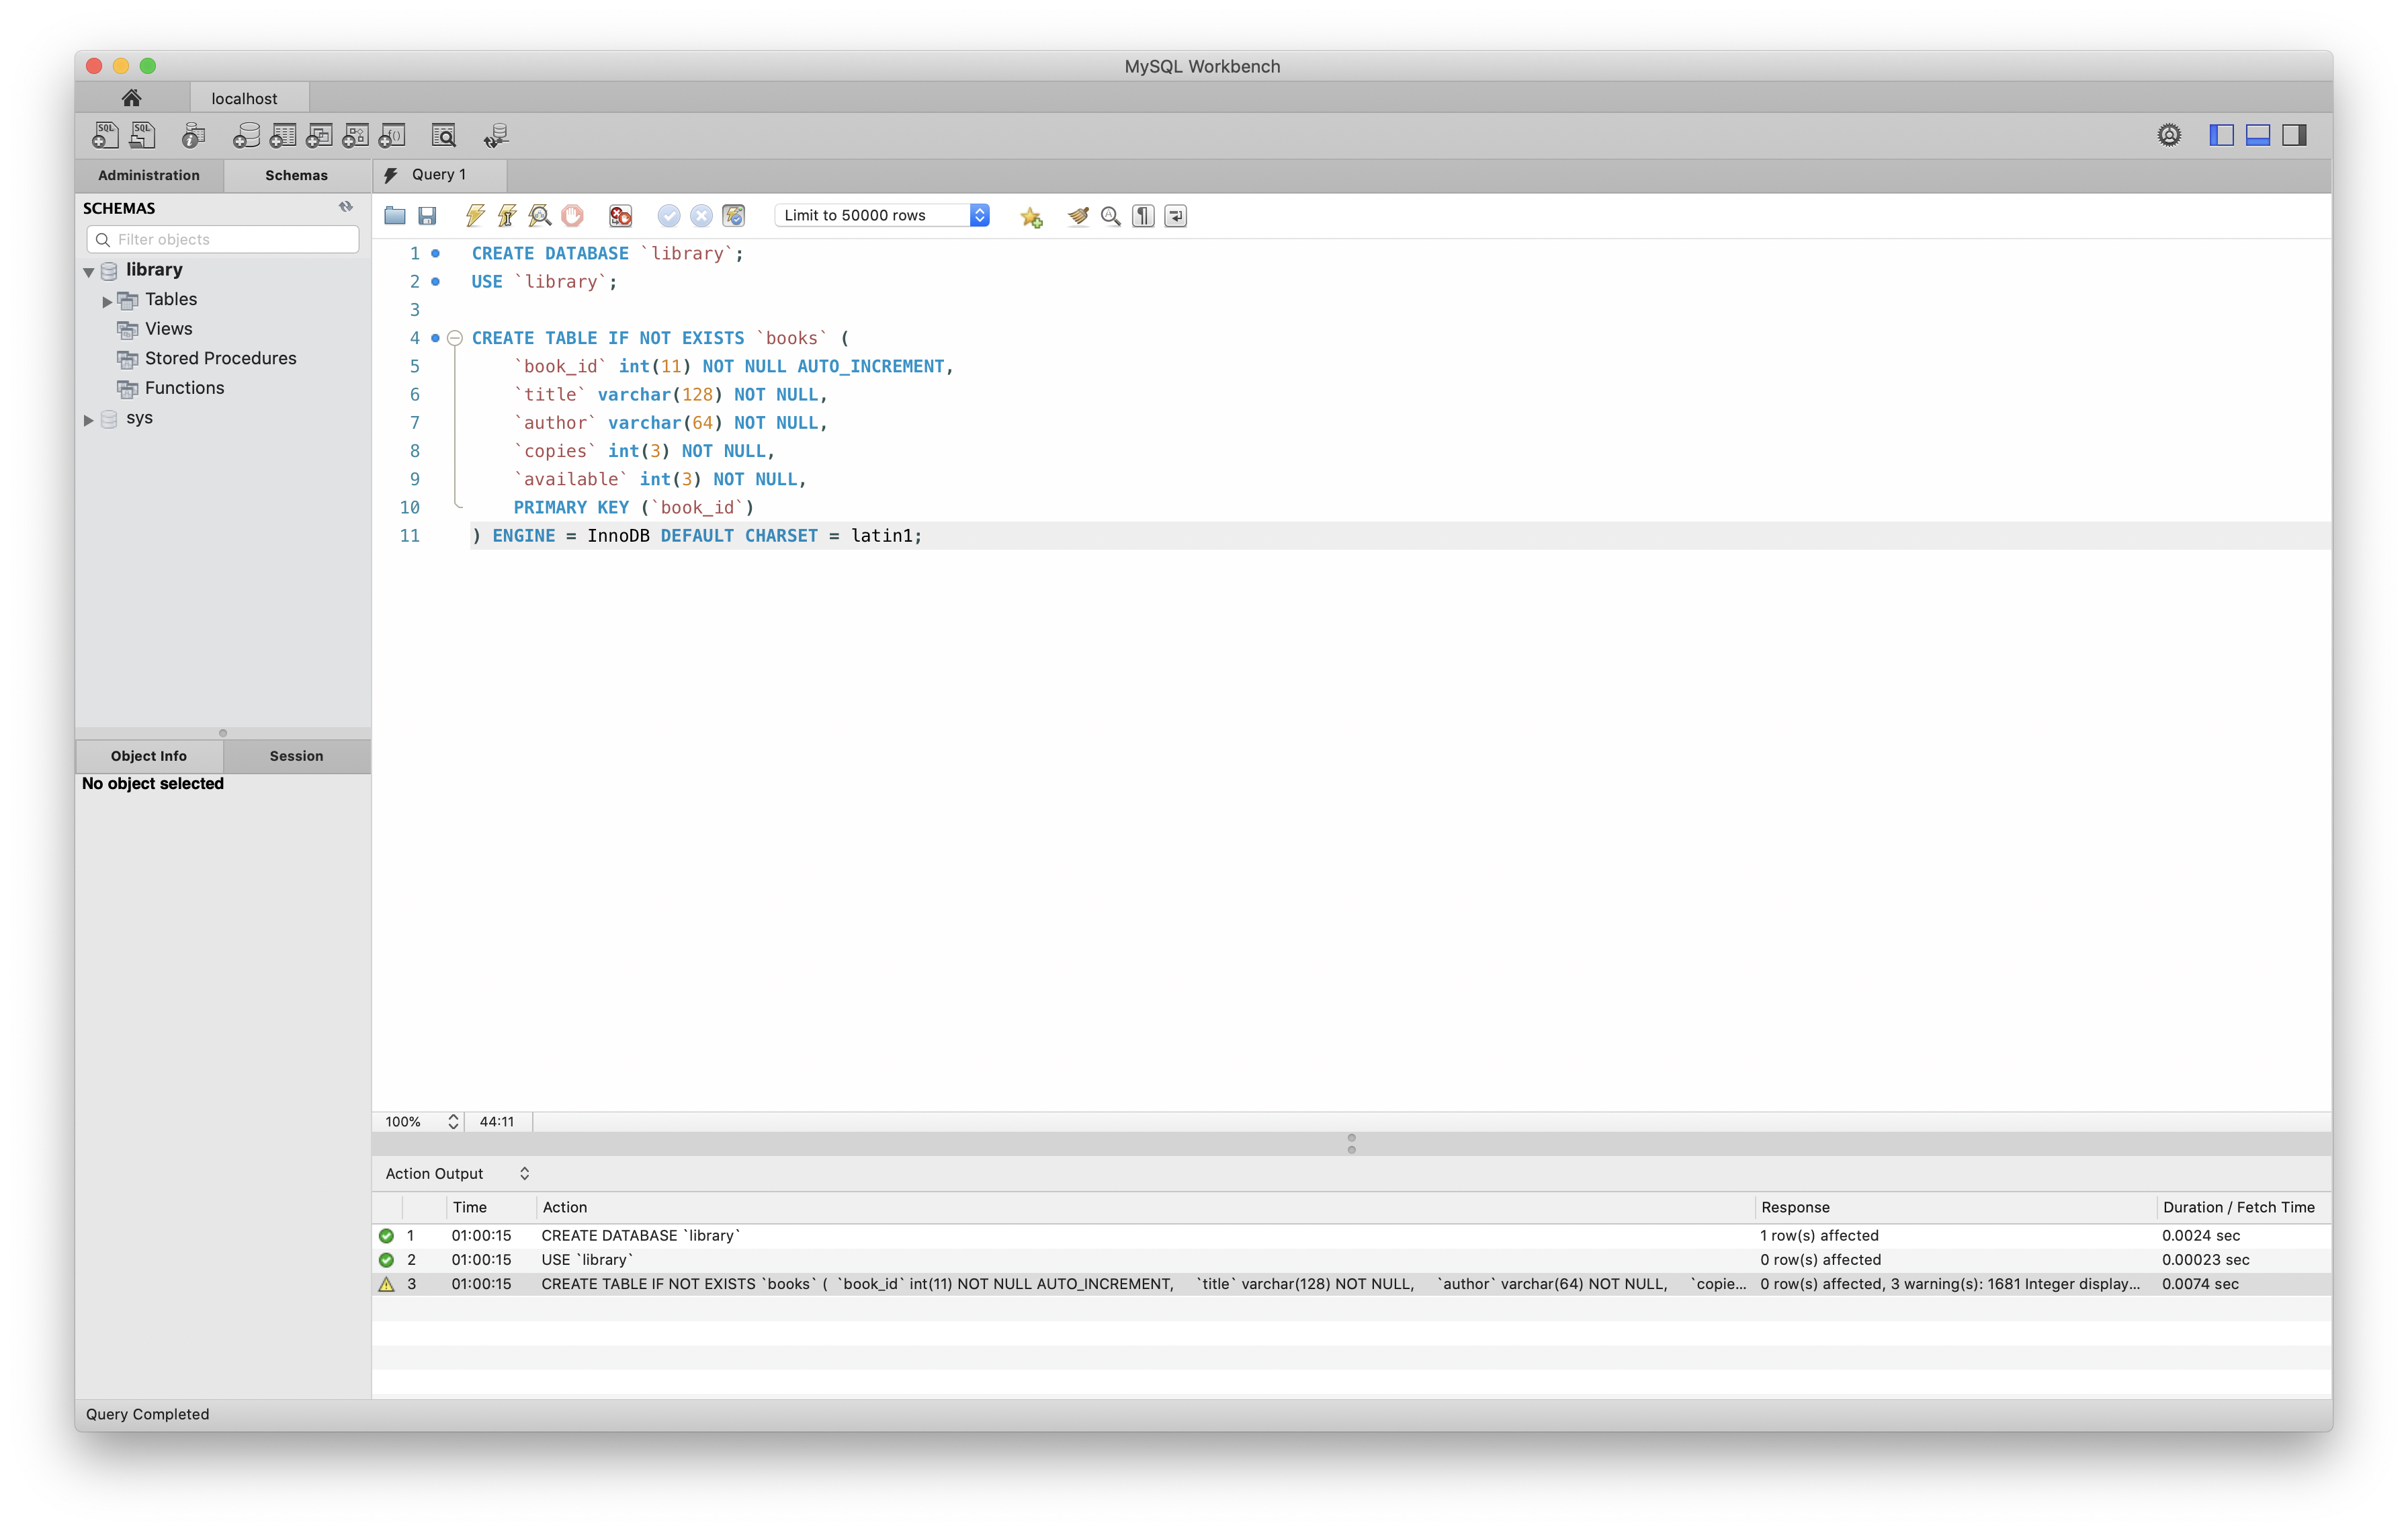 MySQL Workbench
localhost
Administration
Schemas
Query 1
SCHEMAS
Filter objects
library
Tables
Views
Stored Procedures
Functions
sys
Limit to 50000 rows
1 CREATE DATABASE `library`;
2 USE `library`;
3
4 CREATE TABLE IF NOT EXISTS `books` (
5 `book_id` int(11) NOT NULL AUTO_INCREMENT,
6 `title` varchar(128) NOT NULL,
7 `author` varchar(64) NOT NULL,
8 `copies` int(3) NOT NULL,
9 `available` int(3) NOT NULL,
10 PRIMARY KEY (`book_id`)
11 ) ENGINE = InnoDB DEFAULT CHARSET = latin1;
Object Info
Session
No object selected
100%
44:11
Action Output
Time Action Response Duration / Fetch Time
1 01:00:15 CREATE DATABASE `library` 1 row(s) affected 0.0024 sec
2 01:00:15 USE `library` 0 row(s) affected 0.00023 sec
3 01:00:15 CREATE TABLE IF NOT EXISTS `books` ( `book_id` int(11) NOT NULL AUTO_INCREMENT, `title` varchar(128) NOT NULL, `author` varchar(64) NOT NULL, `copie... 0 row(s) affected, 3 warning(s): 1681 Integer display... 0.0074 sec
Query Completed